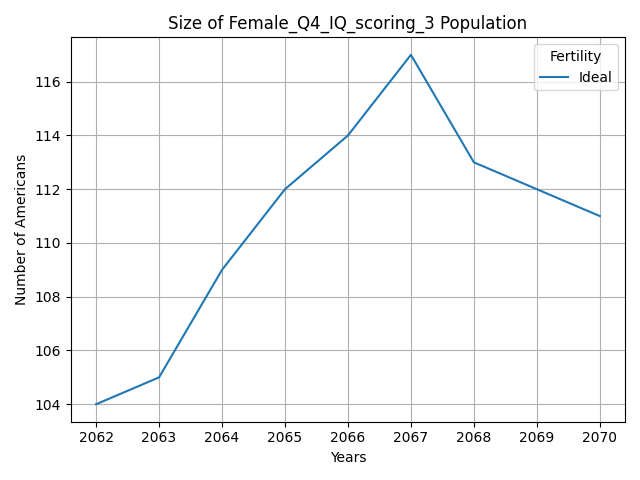 Size of Female_Q4_IQ_scoring_3 Population
Fertility
Ideal
116
114
112
110
108
106
104
Number of Americans
2062 2063 2064 2065 2066 2067 2068 2069 2070
Years